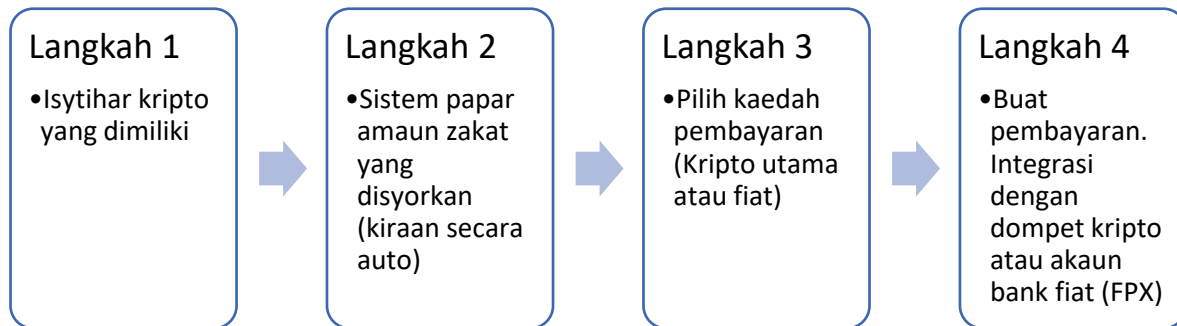 Langkah 1
•Isytihar kripto
yang dimiliki
Langkah 2
•Sistem papar
amaun zakat
yang
disyorkan
(kiraan secara
auto)
Langkah 3
•Pilih kaedah
pembayaran
(Kripto utama
atau fiat)
Langkah 4
•Buat
pembayaran.
Integrasi
dengan
dompet kripto
atau akaun
bank fiat (FPX)